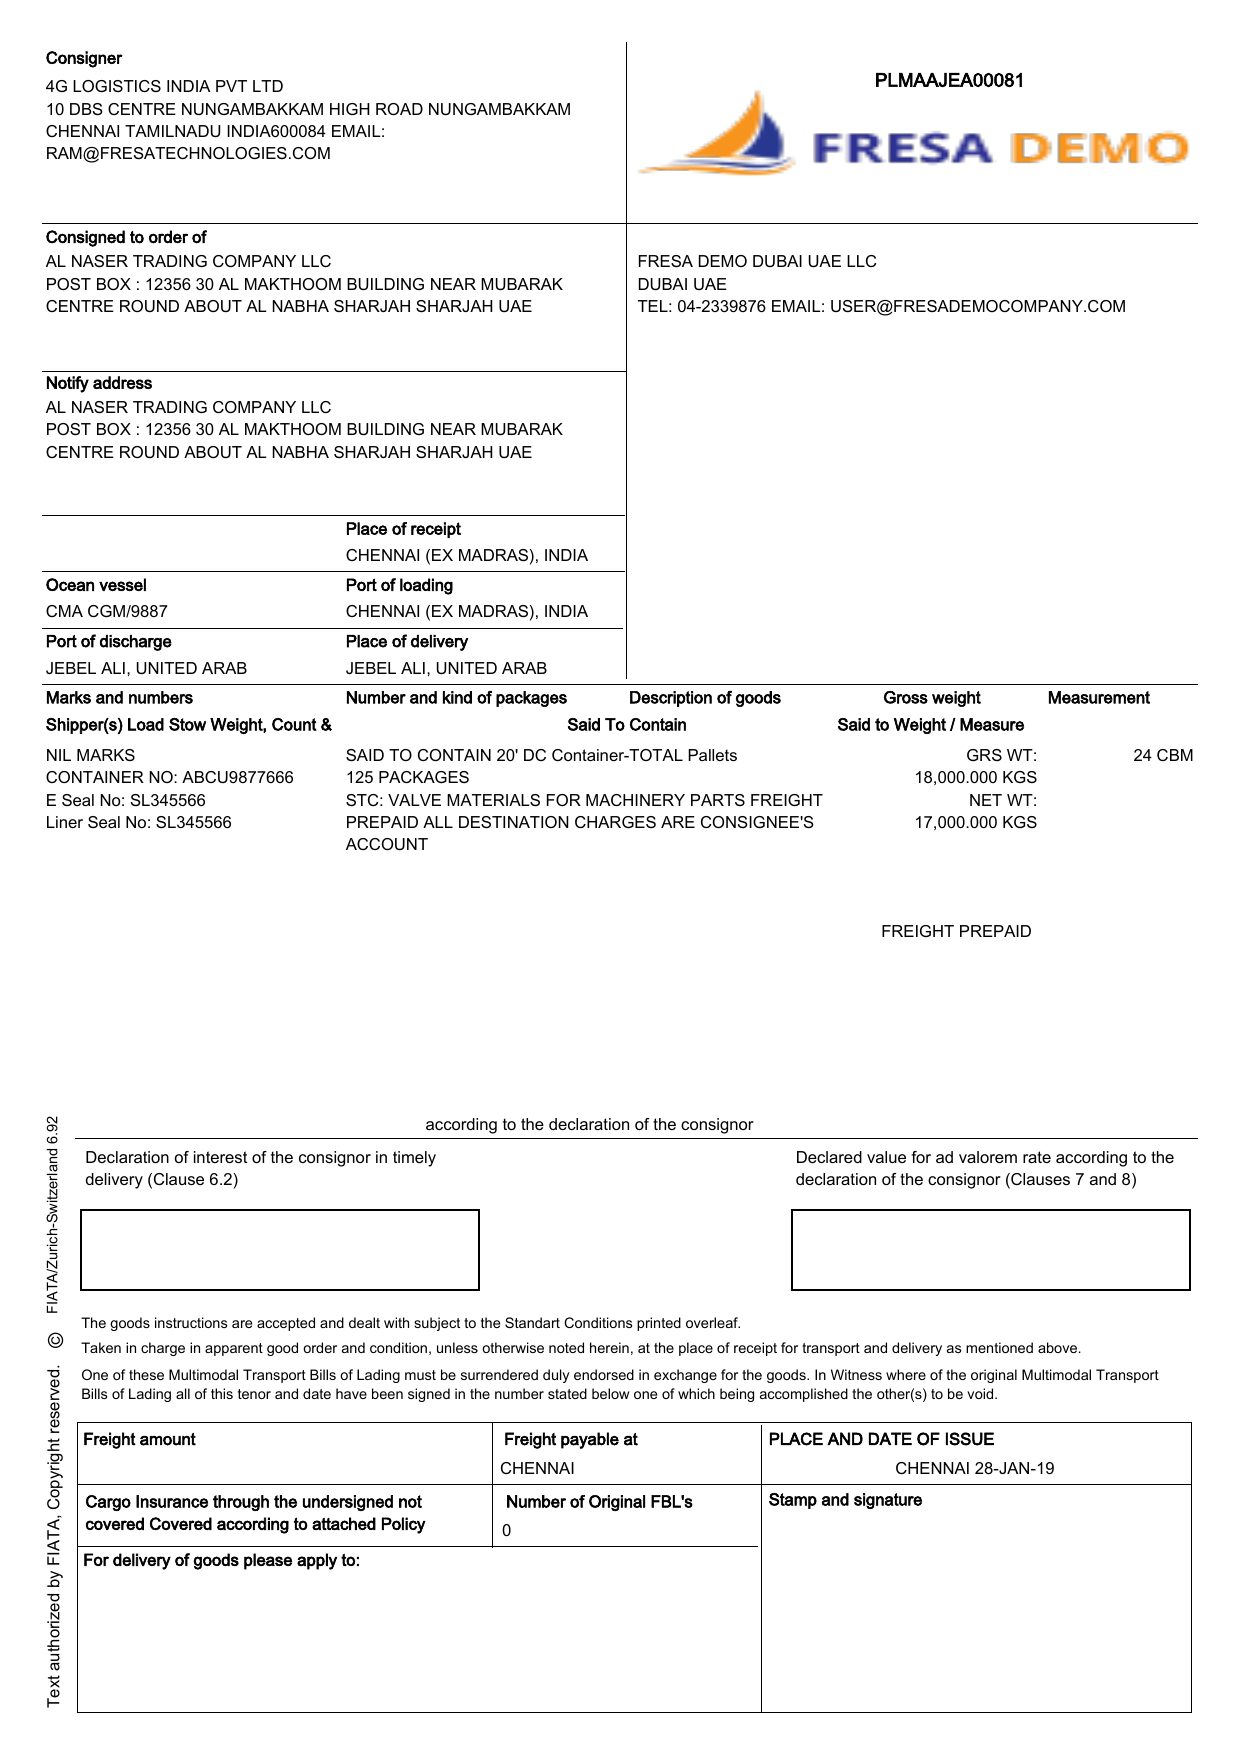 Consigner
4G LOGISTICS INDIA PVT LTD
10 DBS CENTRE NUNGAMBAKKAM HIGH ROAD NUNGAMBAKKAM
CHENNAI TAMILNADU INDIA600084 EMAIL:
RAM@FRESATECHNOLOGIES.COM
PLMAAJEA00081
FRESA DEMO
Consigned to order of
AL NASER TRADING COMPANY LLC
POST BOX : 12356 30 AL MAKTHOOM BUILDING NEAR MUBARAK
CENTRE ROUND ABOUT AL NABHA SHARJAH SHARJAH UAE
FRESA DEMO DUBAI UAE LLC
DUBAI UAE
TEL: 04-2339876 EMAIL: USER@FRESADEMOCOMPANY.COM
Notify address
AL NASER TRADING COMPANY LLC
POST BOX : 12356 30 AL MAKTHOOM BUILDING NEAR MUBARAK
CENTRE ROUND ABOUT AL NABHA SHARJAH SHARJAH UAE
Place of receipt
CHENNAI (EX MADRAS), INDIA
Ocean vessel Port of loading
CMA CGM/9887 CHENNAI (EX MADRAS), INDIA
Port of discharge Place of delivery
JEBEL ALI, UNITED ARAB JEBEL ALI, UNITED ARAB
Marks and numbers Number and kind of packages Description of goods Gross weight Measurement
Shipper(s) Load Stow Weight, Count & Said To Contain Said to Weight / Measure
NIL MARKS SAID TO CONTAIN 20' DC Container-TOTAL Pallets GRS WT: 24 CBM
CONTAINER NO: ABCU9877666 125 PACKAGES 18,000.000 KGS
E Seal No: SL345566 STC: VALVE MATERIALS FOR MACHINERY PARTS FREIGHT NET WT:
Liner Seal No: SL345566 PREPAID ALL DESTINATION CHARGES ARE CONSIGNEE'S 17,000.000 KGS
ACCOUNT
FREIGHT PREPAID
according to the declaration of the consignor
Declaration of interest of the consignor in timely
delivery (Clause 6.2)
Declared value for ad valorem rate according to the
declaration of the consignor (Clauses 7 and 8)
The goods instructions are accepted and dealt with subject to the Standart Conditions printed overleaf.
Taken in charge in apparent good order and condition, unless otherwise noted herein, at the place of receipt for transport and delivery as mentioned above.
One of these Multimodal Transport Bills of Lading must be surrendered duly endorsed in exchange for the goods. In Witness where of the original Multimodal Transport
Bills of Lading all of this tenor and date have been signed in the number stated below one of which being accomplished the other(s) to be void.
Freight amount Freight payable at PLACE AND DATE OF ISSUE
CHENNAI CHENNAI 28-JAN-19
Cargo Insurance through the undersigned not
covered Covered according to attached Policy
Number of Original FBL's
0
Stamp and signature
For delivery of goods please apply to:
Text authorized by FIATA, Copyright reserved. © FIATA/Zurich-Switzerland 6.92